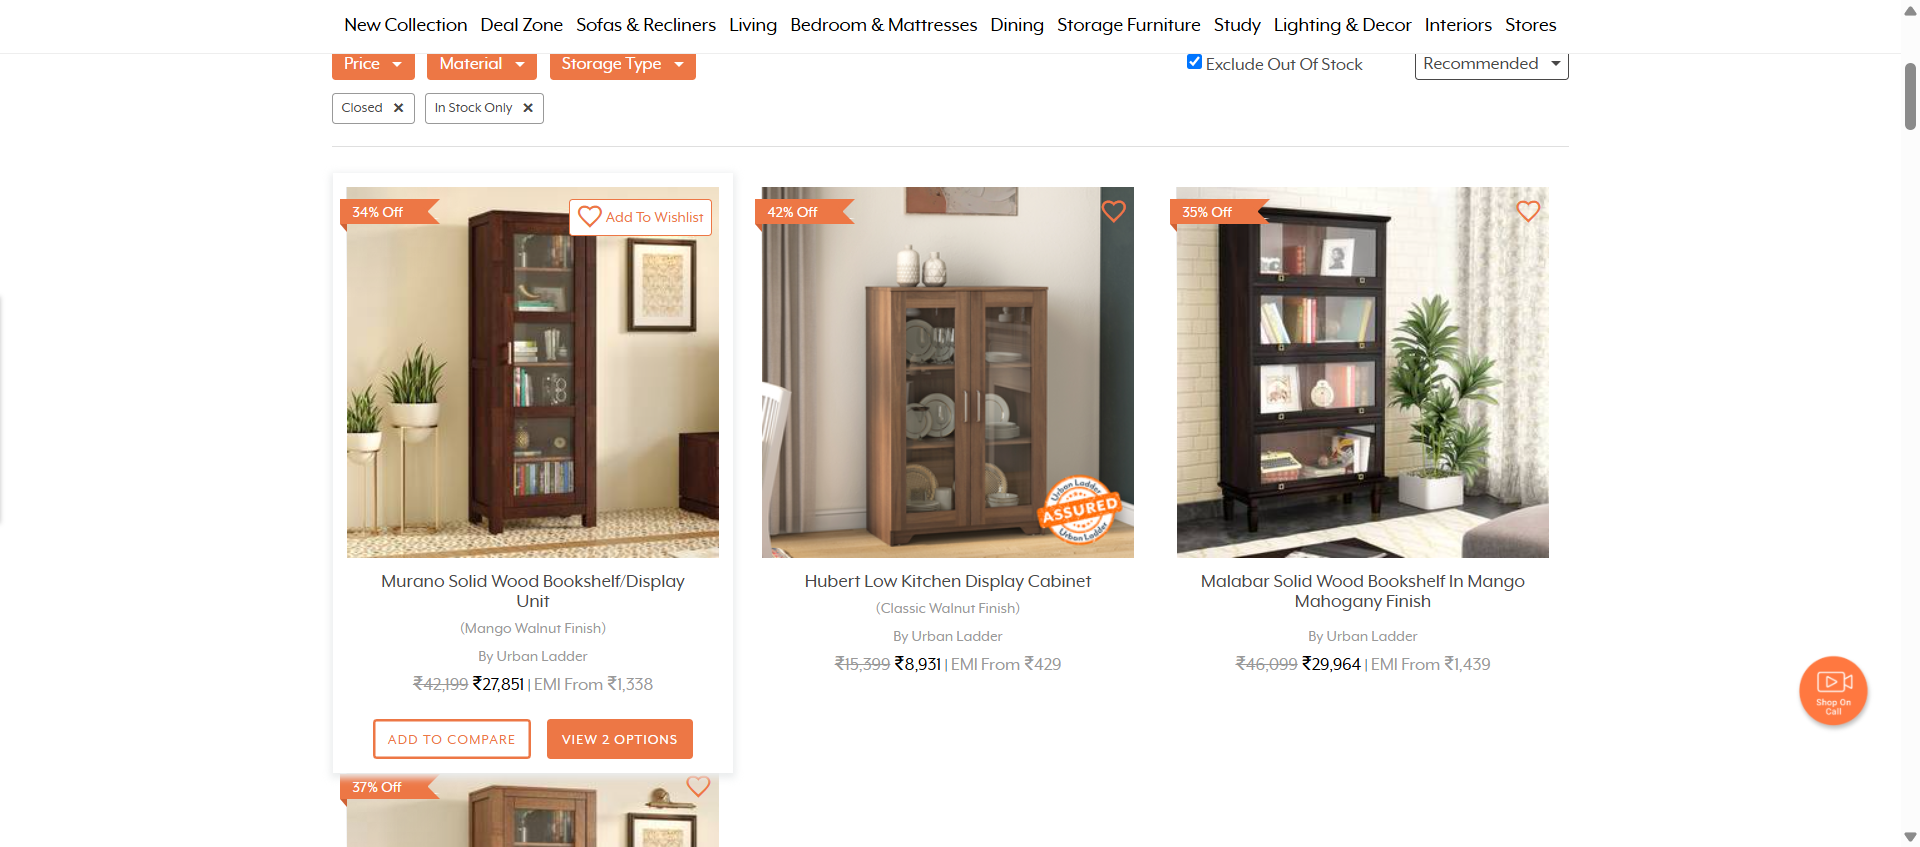 New Collection Deal Zone Sofas & Recliners Living Bedroom & Mattresses Dining Storage Furniture Study Lighting & Decor Interiors Stores
Price Material Storage Type Exclude Out Of Stock Recommended
Closed ✕ In Stock Only ✕
34% Off
Add To Wishlist
42% Off
35% Off
Urban Ladder
ASSURED
Urban Ladder
Murano Solid Wood Bookshelf/Display
Unit
(Mango Walnut Finish)
By Urban Ladder
₹42,199 ₹27,851 | EMI From ₹1,338
ADD TO COMPARE
VIEW 2 OPTIONS
Hubert Low Kitchen Display Cabinet
(Classic Walnut Finish)
By Urban Ladder
₹15,399 ₹8,931 | EMI From ₹429
Malabar Solid Wood Bookshelf In Mango
Mahogany Finish
By Urban Ladder
₹46,099 ₹29,964 | EMI From ₹1,439
Shop On
Call
37% Off